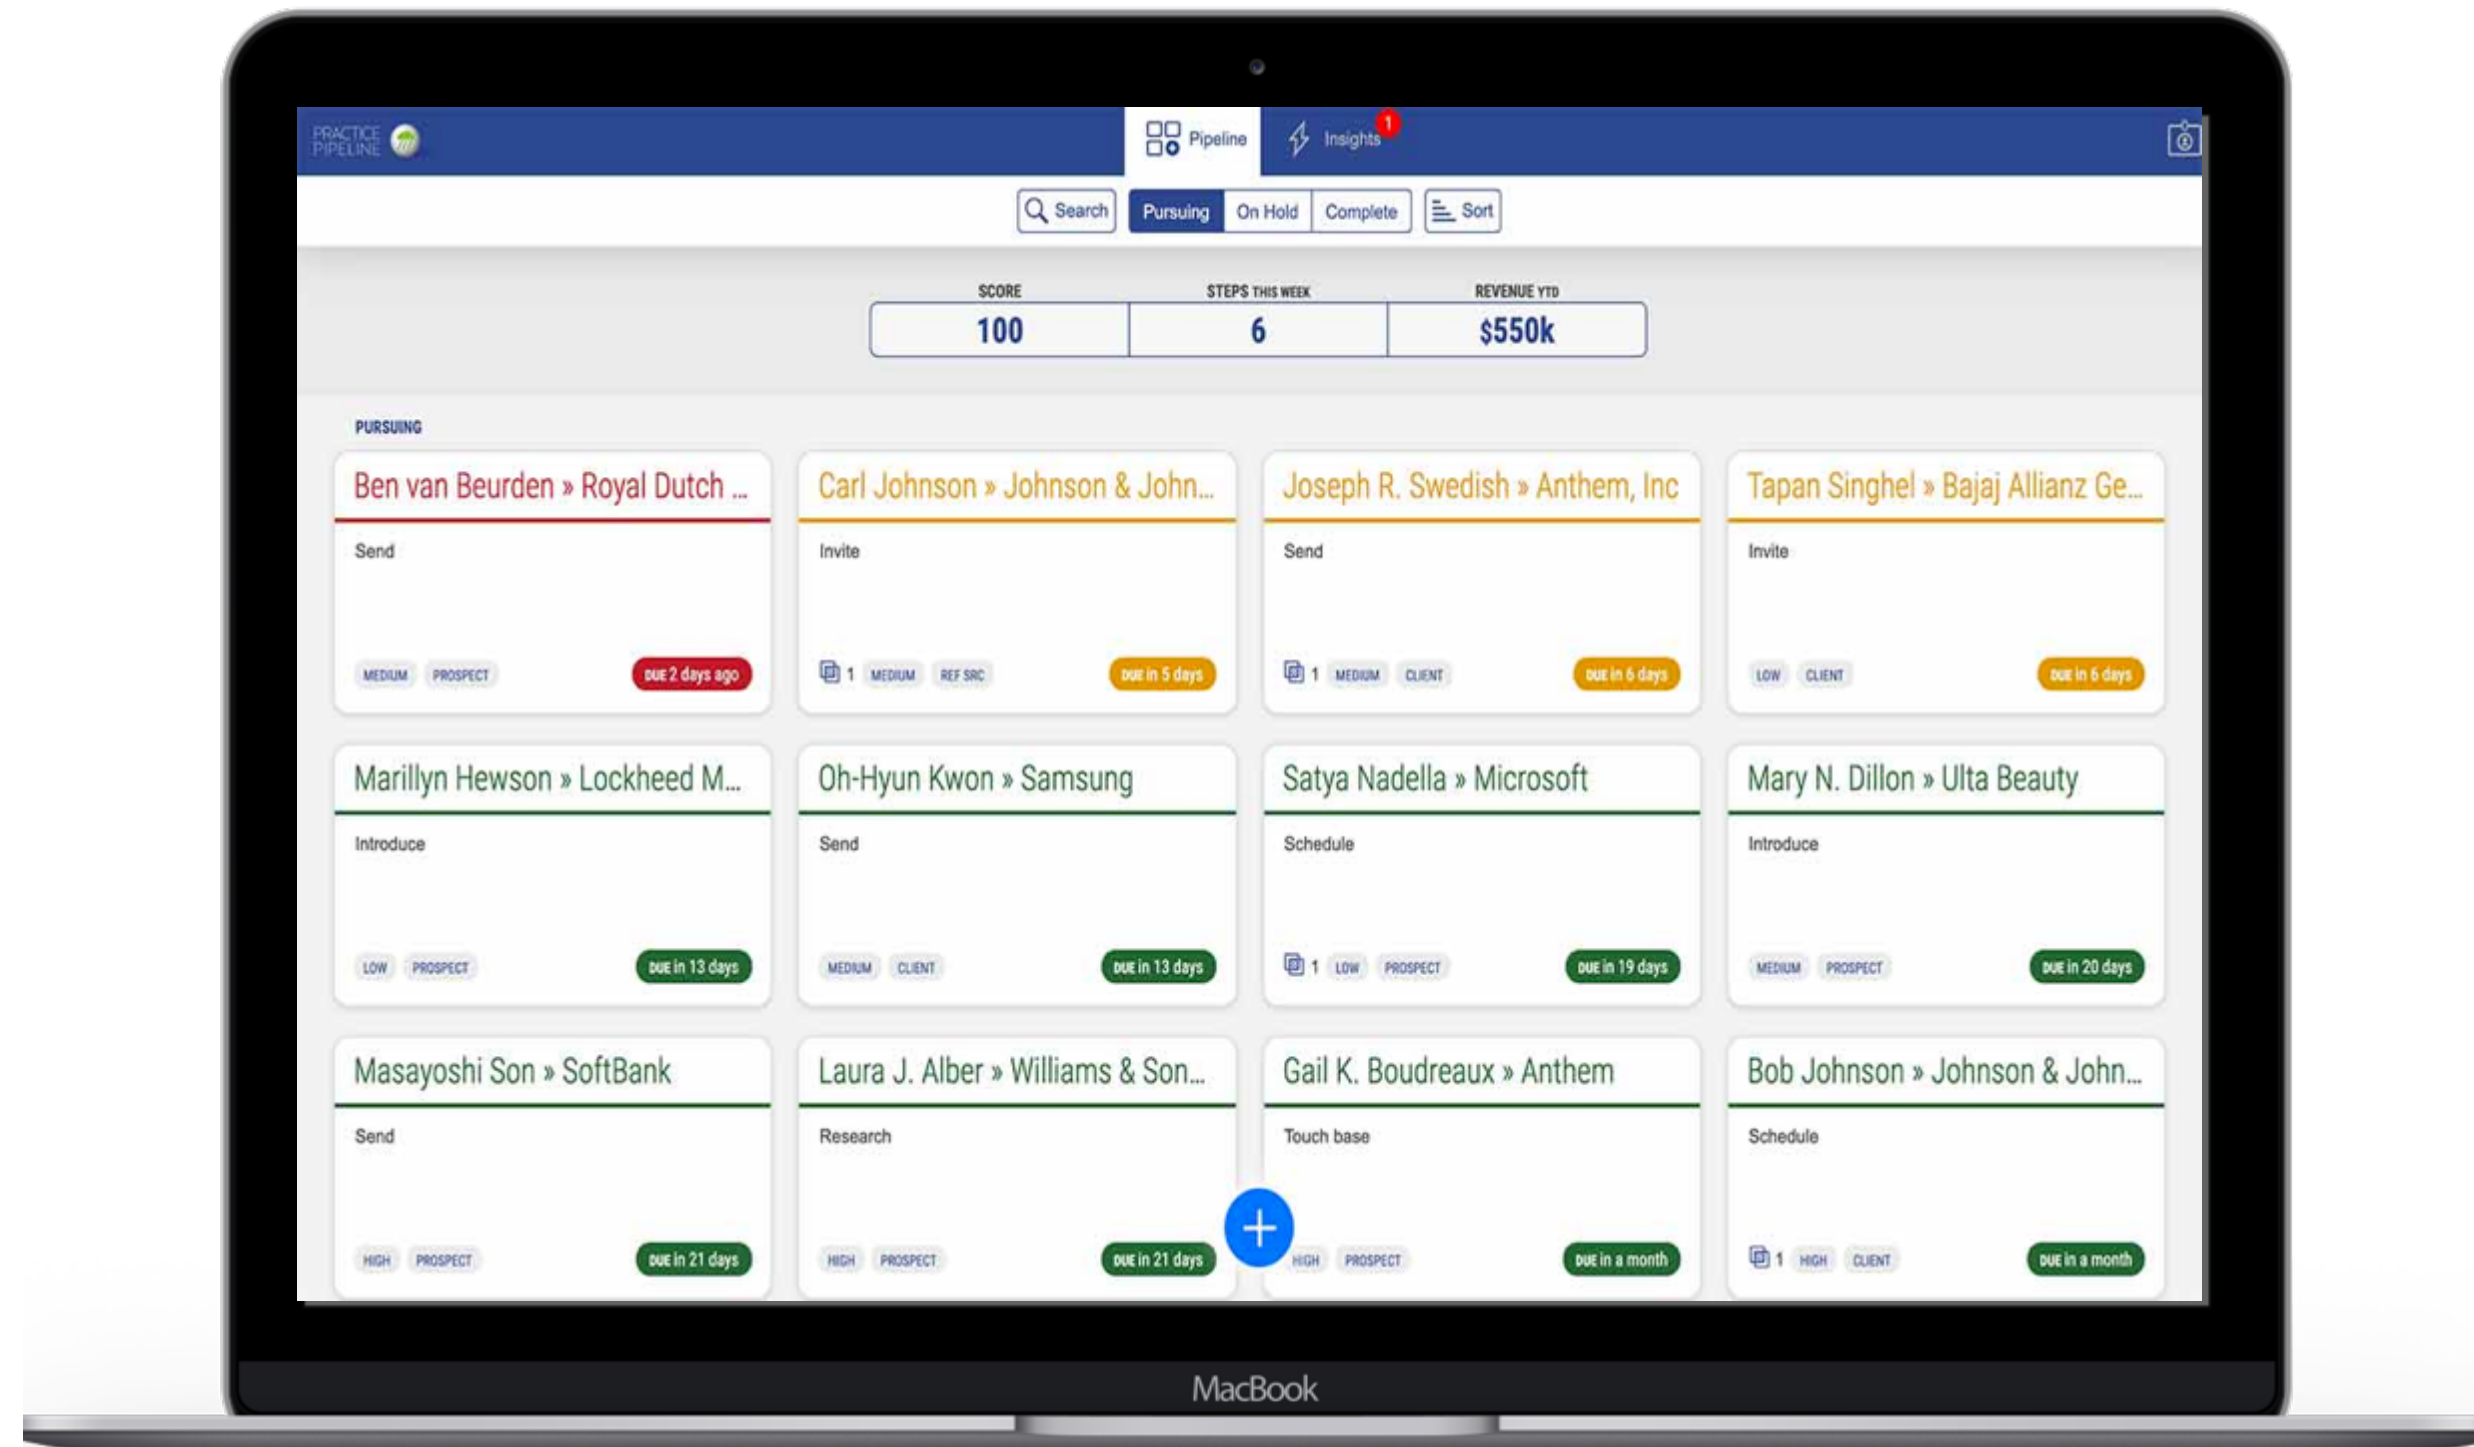 PRACTICE
PIPELINE
Pipeline
Insights
1
Search
Pursuing
On Hold
Complete
Sort
SCORE
STEPS THIS WEEK
REVENUE YTD
100
6
$550k
PURSUING
Ben van Beurden » Royal Dutch ...
Carl Johnson » Johnson & John...
Joseph R. Swedish » Anthem, Inc
Tapan Singhel » Bajaj Allianz Ge...
Send
Invite
Send
Invite
MEDIUM PROSPECT DUE 2 days ago
1 MEDIUM REF SRC DUE in 5 days
1 MEDIUM CLIENT DUE in 6 days
LOW CLIENT DUE in 6 days
Marillyn Hewson » Lockheed M...
Oh-Hyun Kwon » Samsung
Satya Nadella » Microsoft
Mary N. Dillon » Ulta Beauty
Introduce
Send
Schedule
Introduce
LOW PROSPECT DUE in 13 days
MEDIUM CLIENT DUE in 13 days
1 LOW PROSPECT DUE in 19 days
MEDIUM PROSPECT DUE in 20 days
Masayoshi Son » SoftBank
Laura J. Alber » Williams & Son...
Gail K. Boudreaux » Anthem
Bob Johnson » Johnson & John...
Send
Research
Touch base
Schedule
HIGH PROSPECT DUE in 21 days
HIGH PROSPECT DUE in 21 days
HIGH PROSPECT DUE in a month
1 HIGH CLIENT DUE in a month
MacBook